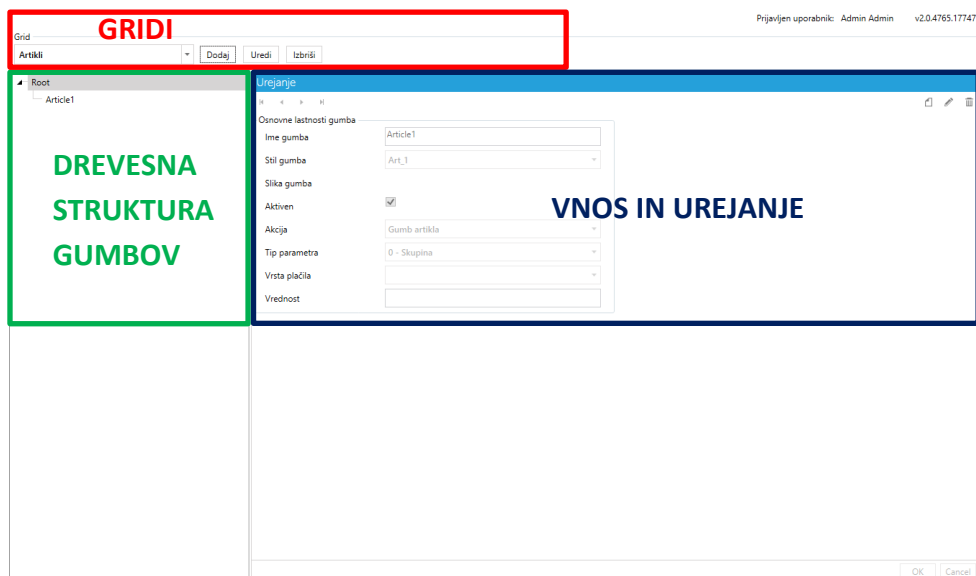 Prijavljen uporabnik: Admin Admin v2.0.4765.17747
GRIDI
Grid
Artikli Dodaj Uredi Izbriši
Root
Article1
DREVESNA
STRUKTURA
GUMBOV
Urejanje
Osnovne lastnosti gumba
Ime gumba Article1
Stil gumba Art_1
Slika gumba
Aktiven
VNOS IN UREJANJE
Akcija Gumb artikla
Tip parametra 0 - Skupina
Vrsta plačila
Vrednost
OK Cancel